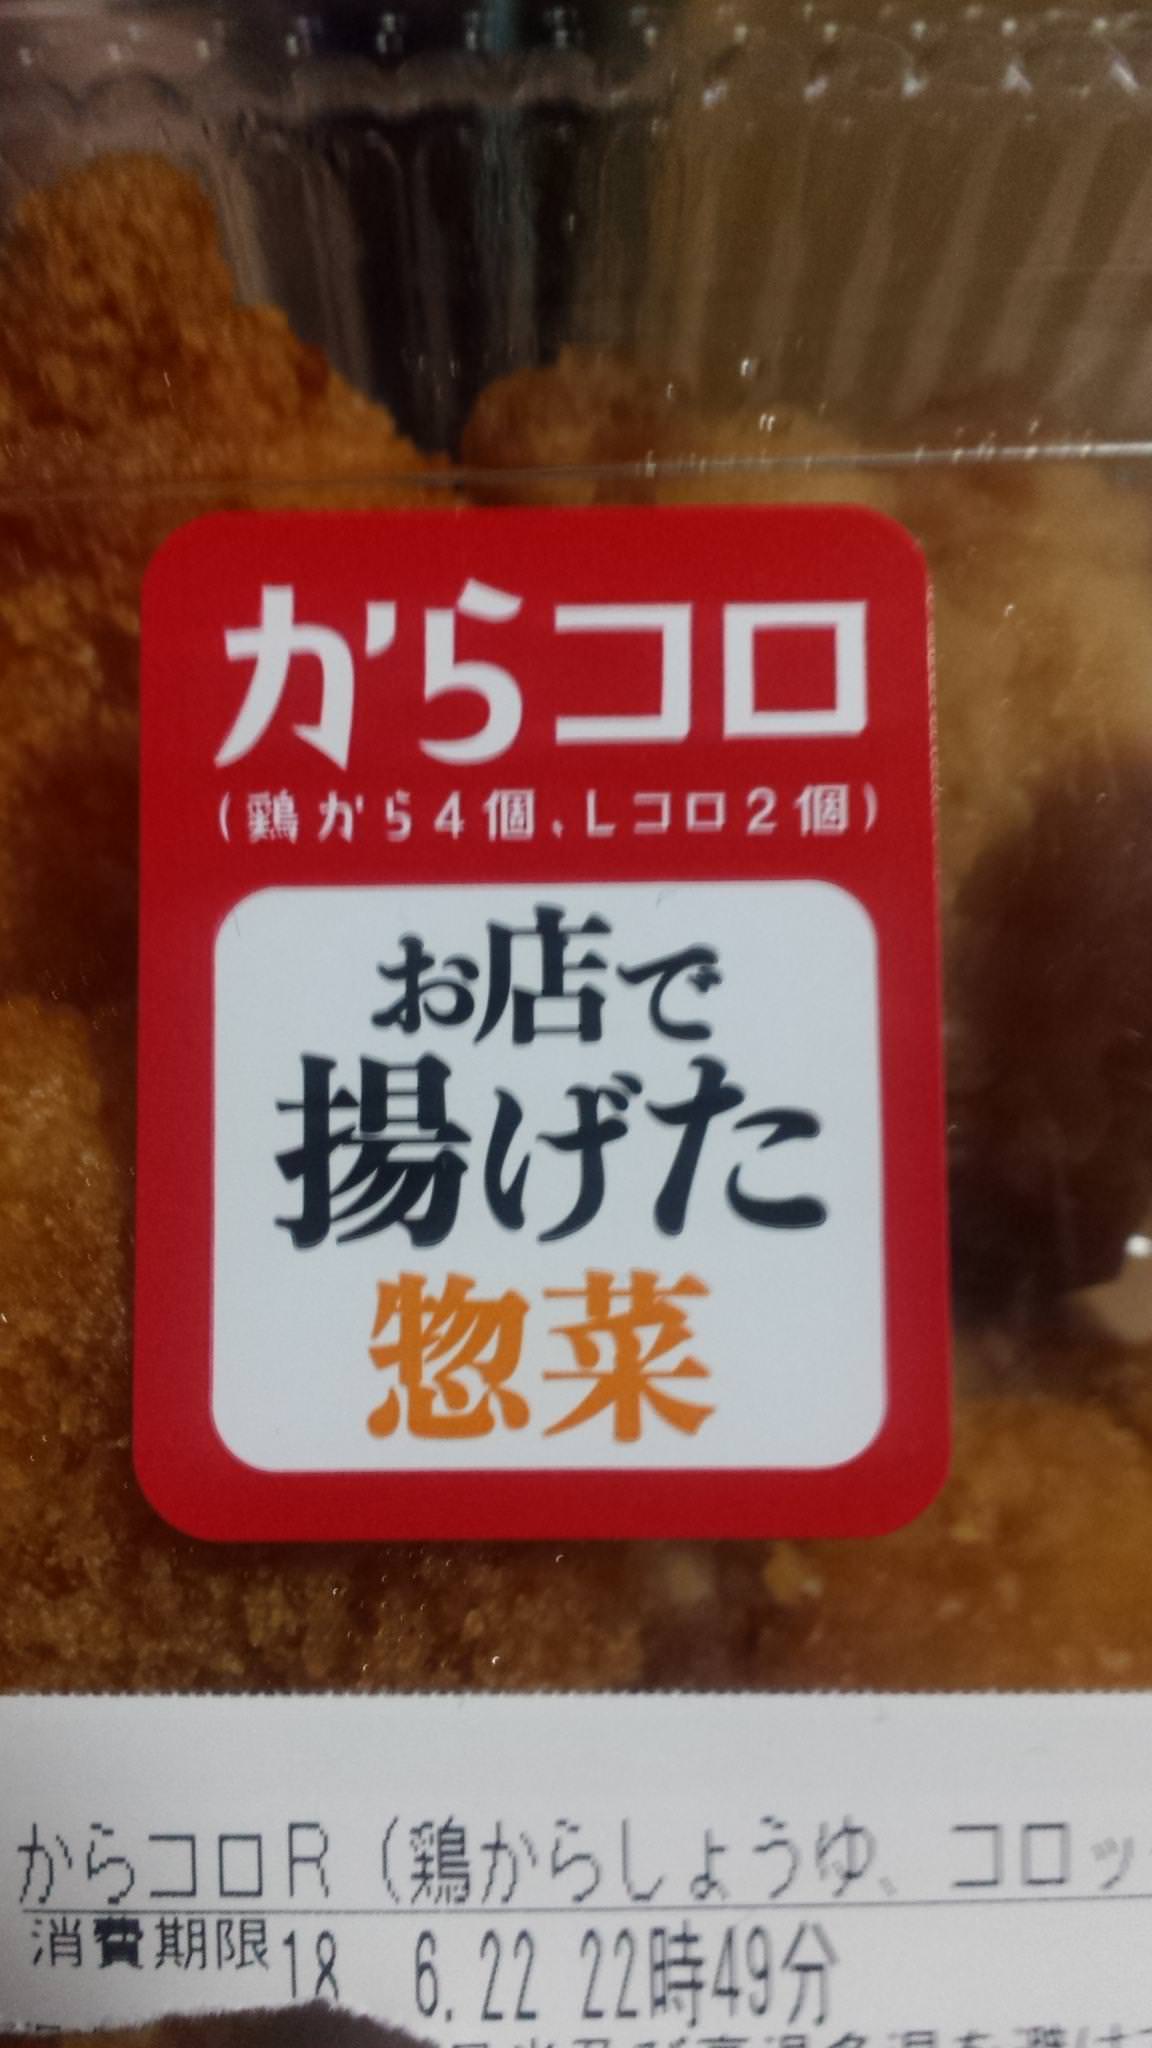 からコロ
(鶏から4個、Lコロ2個)
お店で
揚げた
惣菜
からコロR(鶏からしょうゆ、コロッ
消費期限18 6.22 22時49分